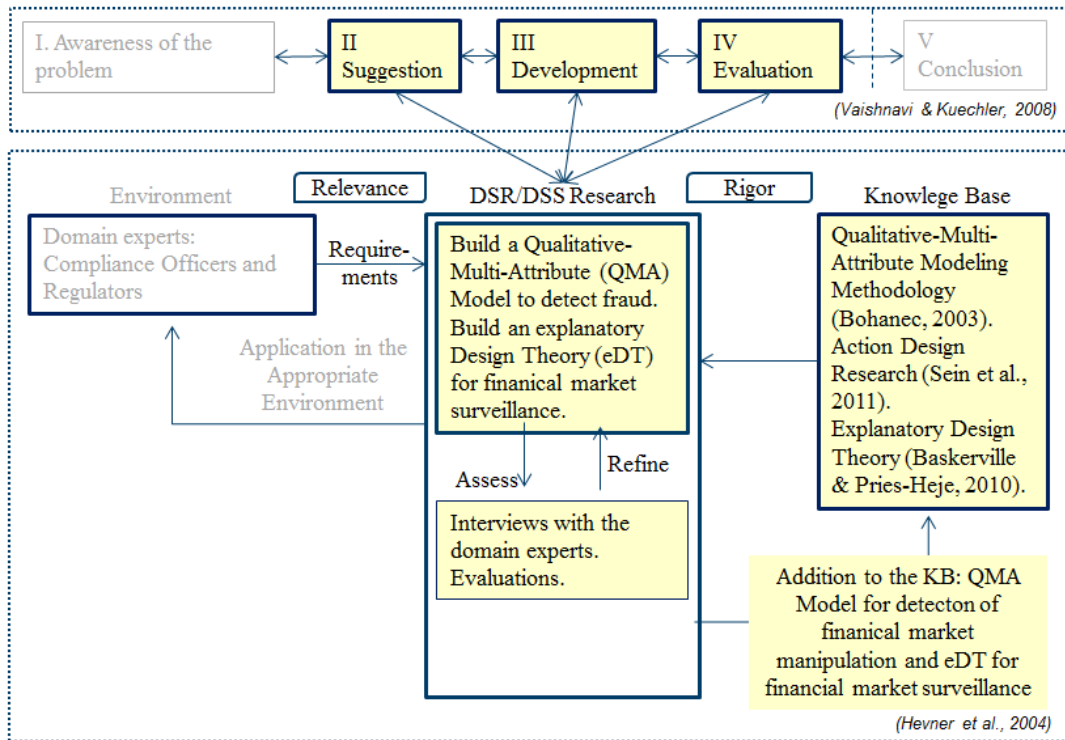 I. Awareness of the
problem
II
Suggestion
III
Development
IV
Evaluation
V
Conclusion
(Vaishnavi & Kuechler, 2008)
Environment
Relevance
DSR/DSS Research
Rigor
Knowlege Base
Domain experts:
Compliance Officers and
Regulators
Require-
ments
Application in the
Appropriate
Environment
Build a Qualitative-
Multi-Attribute (QMA)
Model to detect fraud.
Build an explanatory
Design Theory (eDT)
for finanical market
surveillance.
Assess
Refine
Interviews with the
domain experts.
Evaluations.
Qualitative-Multi-
Attribute Modeling
Methodology
(Bohanec, 2003).
Action Design
Research (Sein et al.,
2011).
Explanatory Design
Theory (Baskerville
& Pries-Heje, 2010).
Addition to the KB: QMA
Model for detecton of
finanical market
manipulation and eDT for
financial market surveillance
(Hevner et al., 2004)